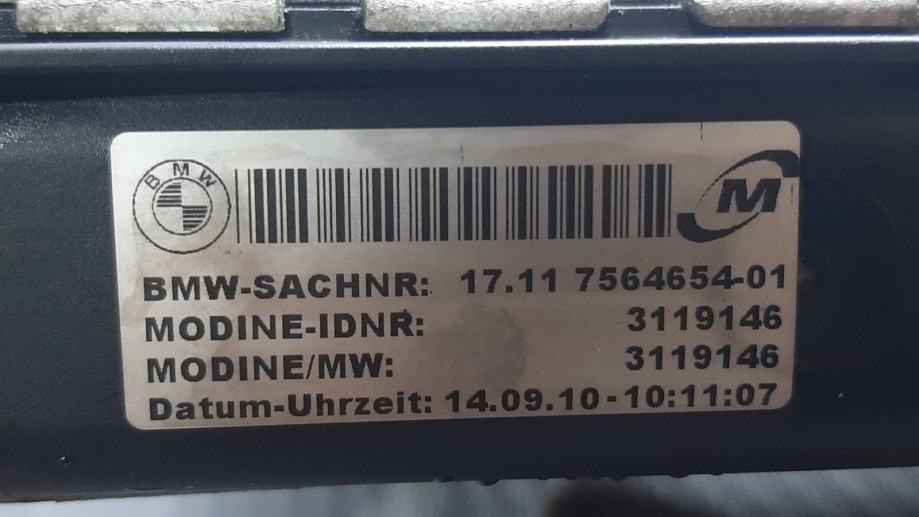 BMW
M
BMW-SACHNR: 17.11 7564654-01
MODINE-IDNR: 3119146
MODINE/MW: 3119146
Datum-Uhrzeit: 14.09.10-10:11:07